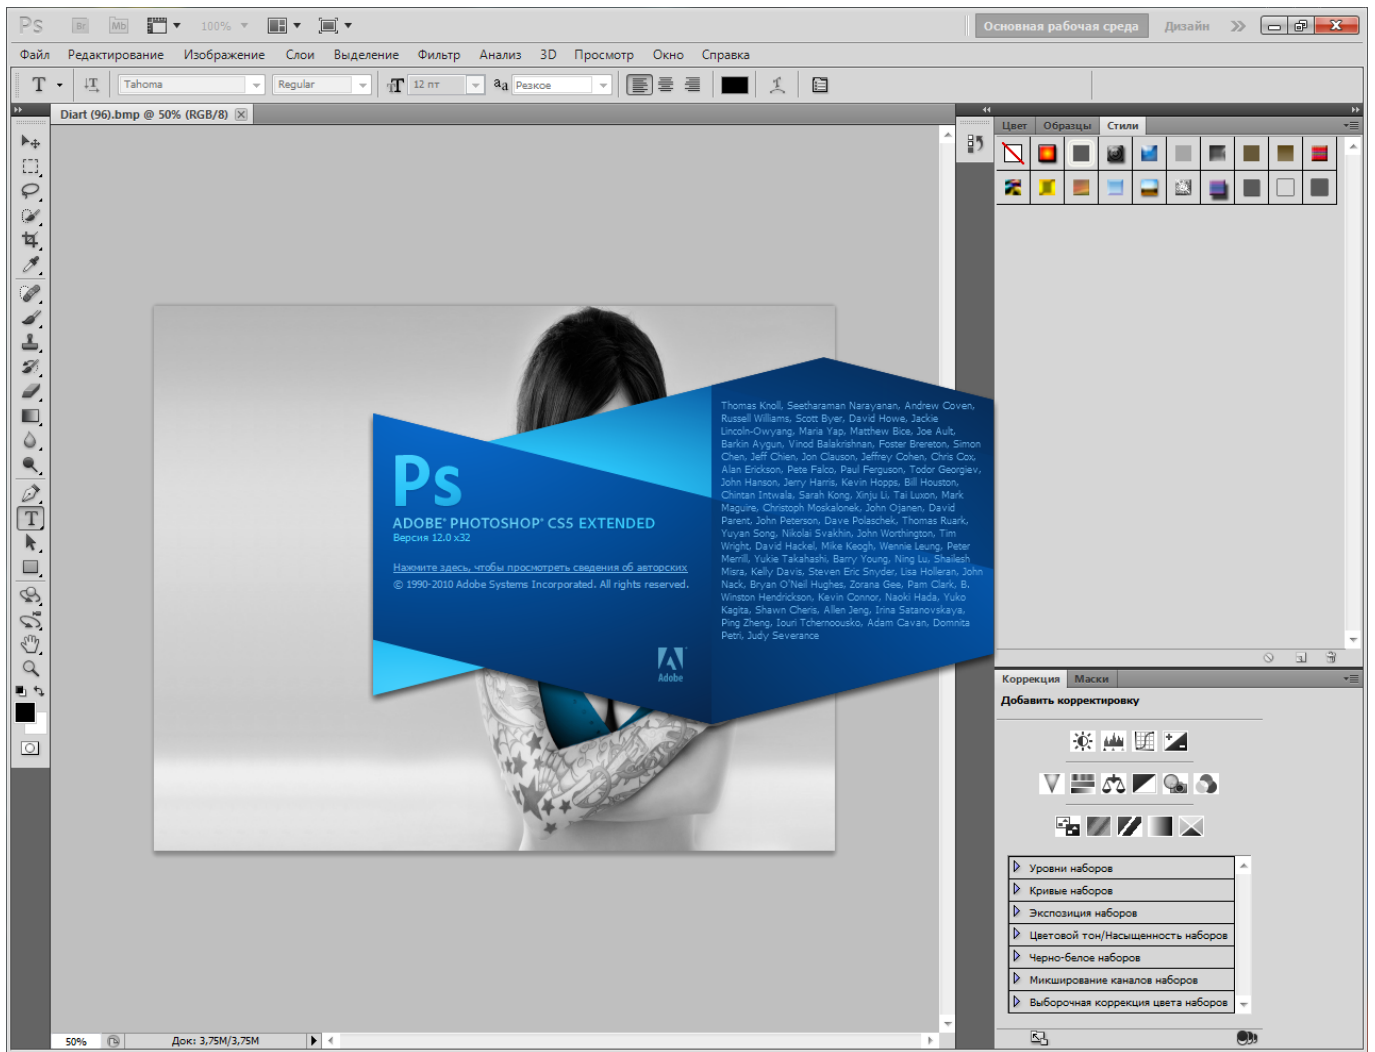 Ps Br Mb 100% Основная рабочая среда Дизайн
Файл Редактирование Изображение Слои Выделение Фильтр Анализ 3D Просмотр Окно Справка
T Tahoma Regular 12 пт Резкое
Diart (96).bmp @ 50% (RGB/8)
Цвет Образцы Стили
Ps
ADOBE® PHOTOSHOP® CS5 EXTENDED
Версия 12.0 x32
Нажмите здесь, чтобы просмотреть сведения об авторских
© 1990-2010 Adobe Systems Incorporated. All rights reserved.
Adobe
Thomas Knoll, Seetharaman Narayanan, Andrew Coven,
Russell Williams, Scott Byer, David Howe, Jackie
Lincoln-Owyang, Maria Yap, Matthew Bice, Joe Ault,
Barkin Aygun, Vinod Balakrishnan, Foster Brereton, Simon
Chen, Jeff Chien, Jon Clauson, Jeffrey Cohen, Chris Cox,
Alan Erickson, Pete Falco, Paul Ferguson, Todor Georgiev,
John Hanson, Jerry Harris, Kevin Hopps, Bill Houston,
Chintan Intwala, Sarah Kong, Xinju Li, Tai Luxon, Mark
Maguire, Christoph Moskalonek, John Ojanen, David
Parent, John Peterson, Dave Polaschek, Thomas Ruark,
Yuyan Song, Nikolai Svakhin, John Worthington, Tim
Wright, David Hackel, Mike Keogh, Wennie Leung, Peter
Merrill, Yukie Takahashi, Barry Young, Ning Lu, Shailesh
Misra, Kelly Davis, Steven Eric Snyder, Lisa Holleran, John
Nack, Bryan O'Neil Hughes, Zorana Gee, Pam Clark, B.
Winston Hendrickson, Kevin Connor, Naoki Hada, Yuko
Kagita, Shawn Cheris, Allen Jeng, Irina Satanovskaya,
Ping Zheng, Iouri Tchernoousko, Adam Cavan, Domnita
Petri, Judy Severance
Коррекция Маски
Добавить корректировку
Уровни наборов
Кривые наборов
Экспозиция наборов
Цветовой тон/Насыщенность наборов
Черно-белое наборов
Микширование каналов наборов
Выборочная коррекция цвета наборов
50% Док: 3,75M/3,75M